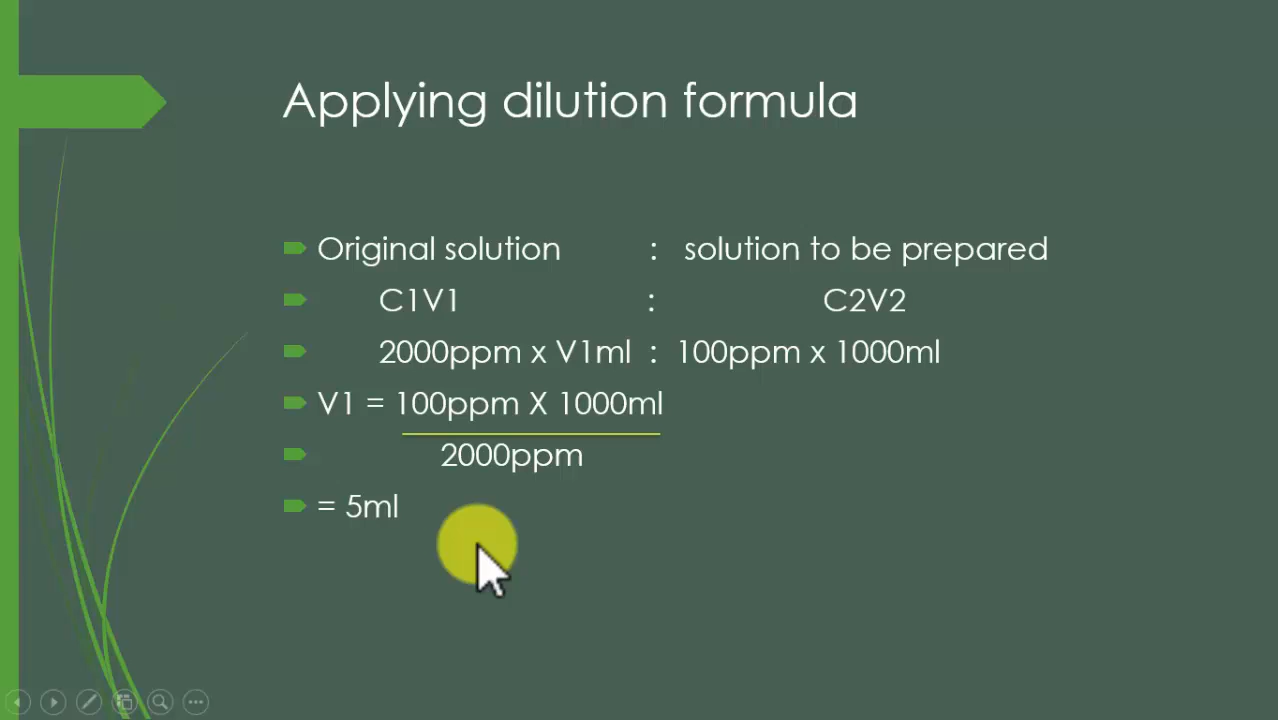 Applying dilution formula
Original solution : solution to be prepared
C1V1 : C2V2
2000ppm x V1ml : 100ppm x 1000ml
V1 = 100ppm X 1000ml
2000ppm
= 5ml